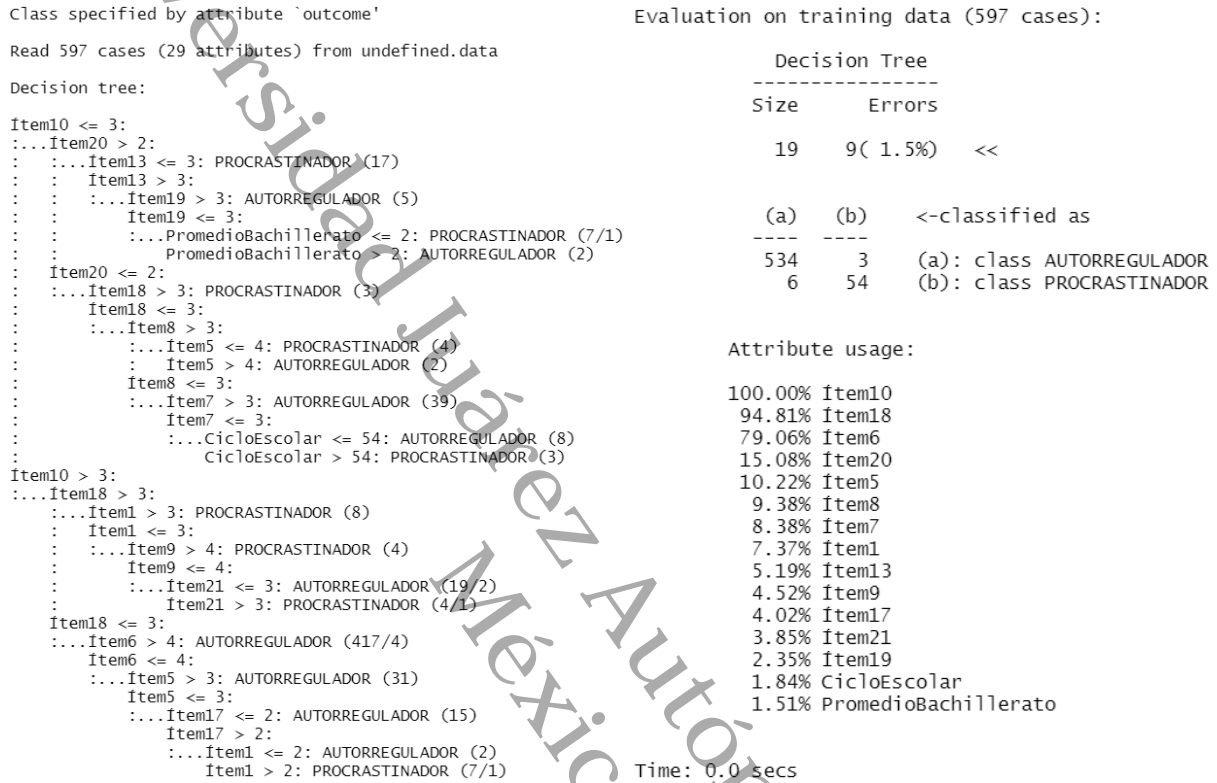 Class specified by attribute `outcome'
Read 597 cases (29 attributes) from undefined.data
Decision tree:
Ítem10 <= 3:
:...Ítem20 > 2:
:   :...Ítem13 <= 3: PROCRASTINADOR (17)
:   :   Ítem13 > 3:
:   :   :...Ítem19 > 3: AUTORREGULADOR (5)
:   :       Ítem19 <= 3:
:   :       :...PromedioBachillerato <= 2: PROCRASTINADOR (7/1)
:   :           PromedioBachillerato > 2: AUTORREGULADOR (2)
:   Ítem20 <= 2:
:   :...Ítem18 > 3: PROCRASTINADOR (3)
:       Ítem18 <= 3:
:       :...Ítem8 > 3:
:           :...Ítem5 <= 4: PROCRASTINADOR (4)
:           :   Ítem5 > 4: AUTORREGULADOR (2)
:           Ítem8 <= 3:
:           :...Ítem7 > 3: AUTORREGULADOR (39)
:               Ítem7 <= 3:
:               :...CicloEscolar <= 54: AUTORREGULADOR (8)
:                   CicloEscolar > 54: PROCRASTINADOR (3)
Ítem10 > 3:
:...Ítem18 > 3:
    :...Ítem1 > 3: PROCRASTINADOR (8)
    :   Ítem1 <= 3:
    :   :...Ítem9 > 4: PROCRASTINADOR (4)
    :       Ítem9 <= 4:
    :       :...Ítem21 <= 3: AUTORREGULADOR (19/2)
    :           Ítem21 > 3: PROCRASTINADOR (4/1)
    Ítem18 <= 3:
    :...Ítem6 > 4: AUTORREGULADOR (417/4)
        Ítem6 <= 4:
        :...Ítem5 > 3: AUTORREGULADOR (31)
            Ítem5 <= 3:
            :...Ítem17 <= 2: AUTORREGULADOR (15)
                Ítem17 > 2:
                :...Ítem1 <= 2: AUTORREGULADOR (2)
                    Ítem1 > 2: PROCRASTINADOR (7/1)
Evaluation on training data (597 cases):
Decision Tree
----------------
Size      Errors
19    9( 1.5%)   <<
(a)   (b)    <-classified as
----  ----
534     3    (a): class AUTORREGULADOR
6    54    (b): class PROCRASTINADOR
Attribute usage:
100.00% Ítem10
94.81% Ítem18
79.06% Ítem6
15.08% Ítem20
10.22% Ítem5
9.38% Ítem8
8.38% Ítem7
7.37% Ítem1
5.19% Ítem13
4.52% Ítem9
4.02% Ítem17
3.85% Ítem21
2.35% Ítem19
1.84% CicloEscolar
1.51% PromedioBachillerato
Time: 0.0 secs
ersidad Juárez Autón
Méxic